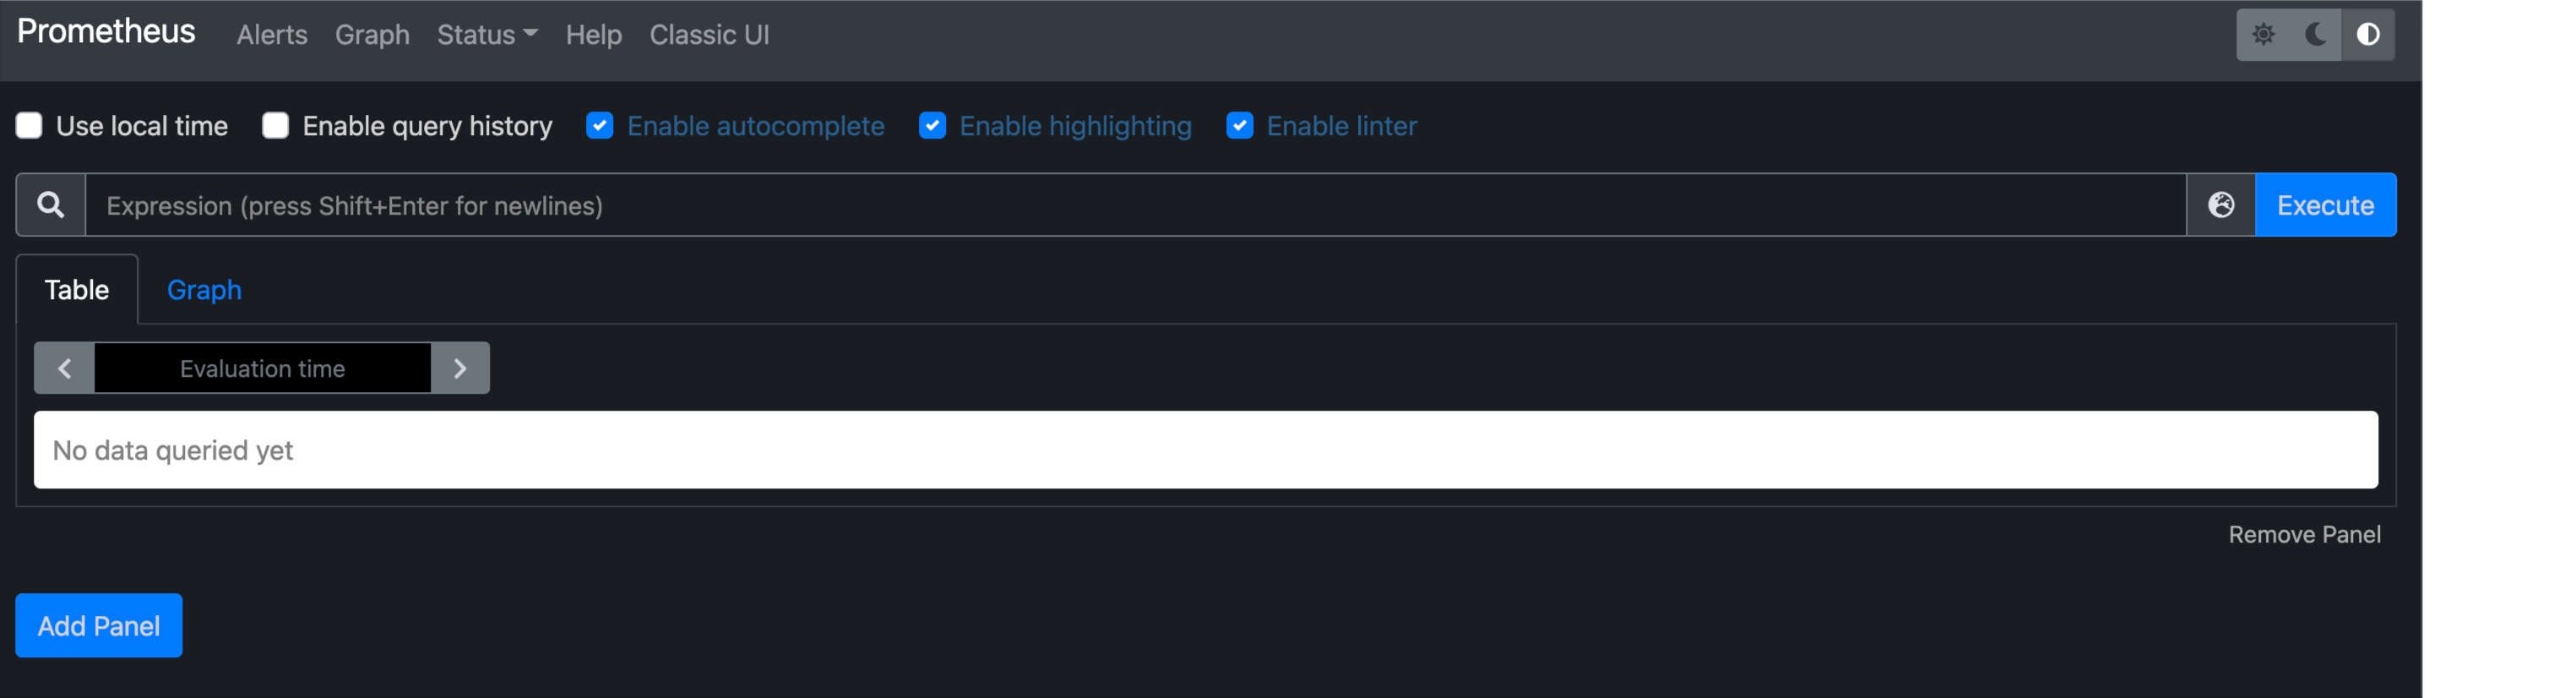 Prometheus Alerts Graph Status Help Classic UI
Use local time Enable query history Enable autocomplete Enable highlighting Enable linter
Expression (press Shift+Enter for newlines) Execute
Table Graph
Evaluation time
No data queried yet
Remove Panel
Add Panel